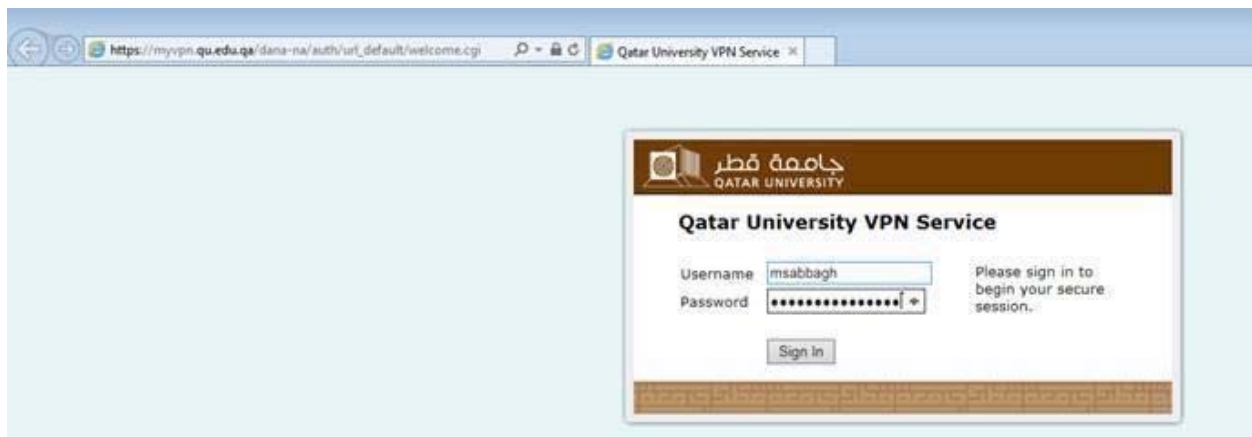 https://myvpn.qu.edu.qa/dana-na/auth/url_default/welcome.cgi
Qatar University VPN Service
جامعة قطر
QATAR UNIVERSITY
Qatar University VPN Service
Username msabbagh
Password •••••••••••••••
Please sign in to
begin your secure
session.
Sign In